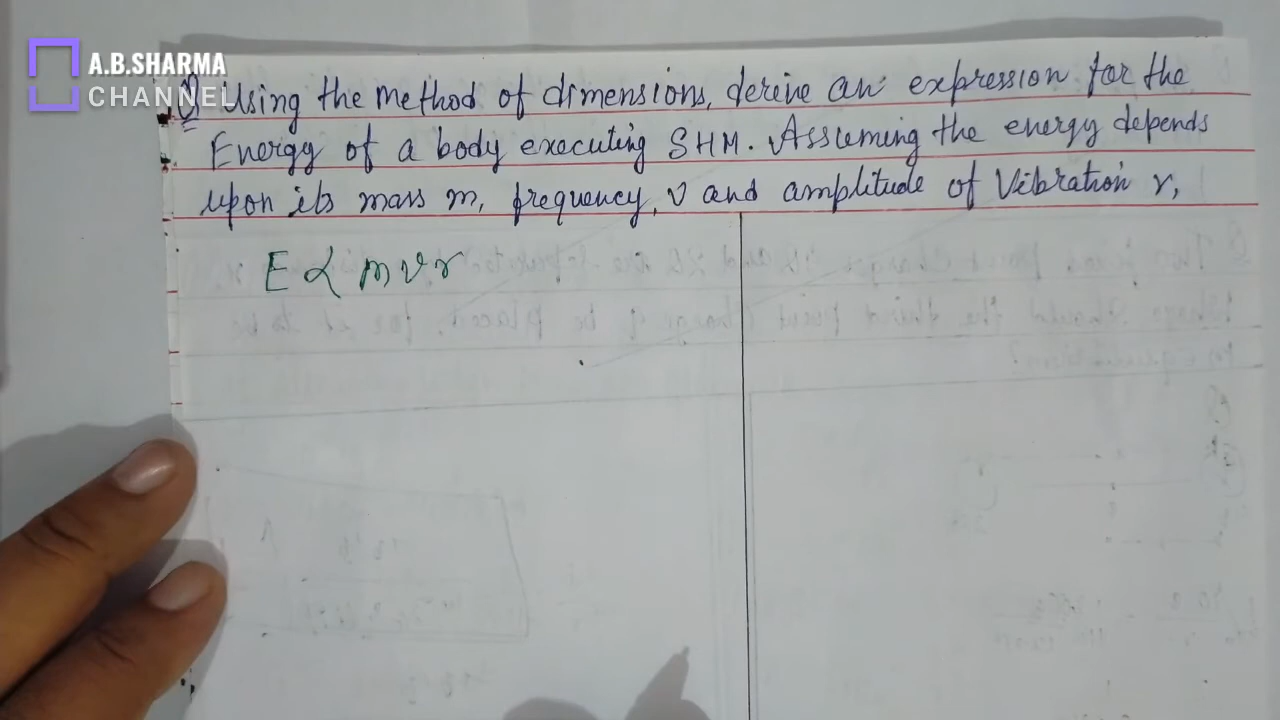 A.B.SHARMA
CHANNEL
Q Using the method of dimensions, derive an expression for the
Energy of a body executing SHM. Assuming the energy depends
upon its mass m, frequency, ν and amplitude of Vibration r,
E ∝ m ν r